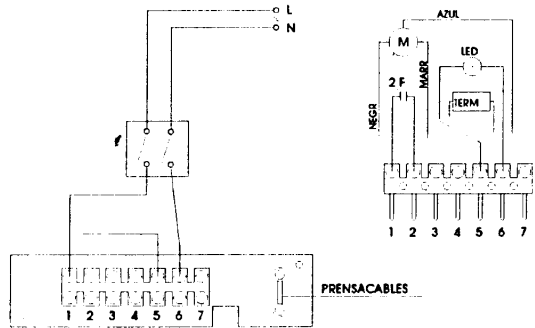 L
N
1 2 3 4 5 6 7
PRENSACABLES
AZUL
M
LED
NEGR
MARR
2 F
TERM
1 2 3 4 5 6 7